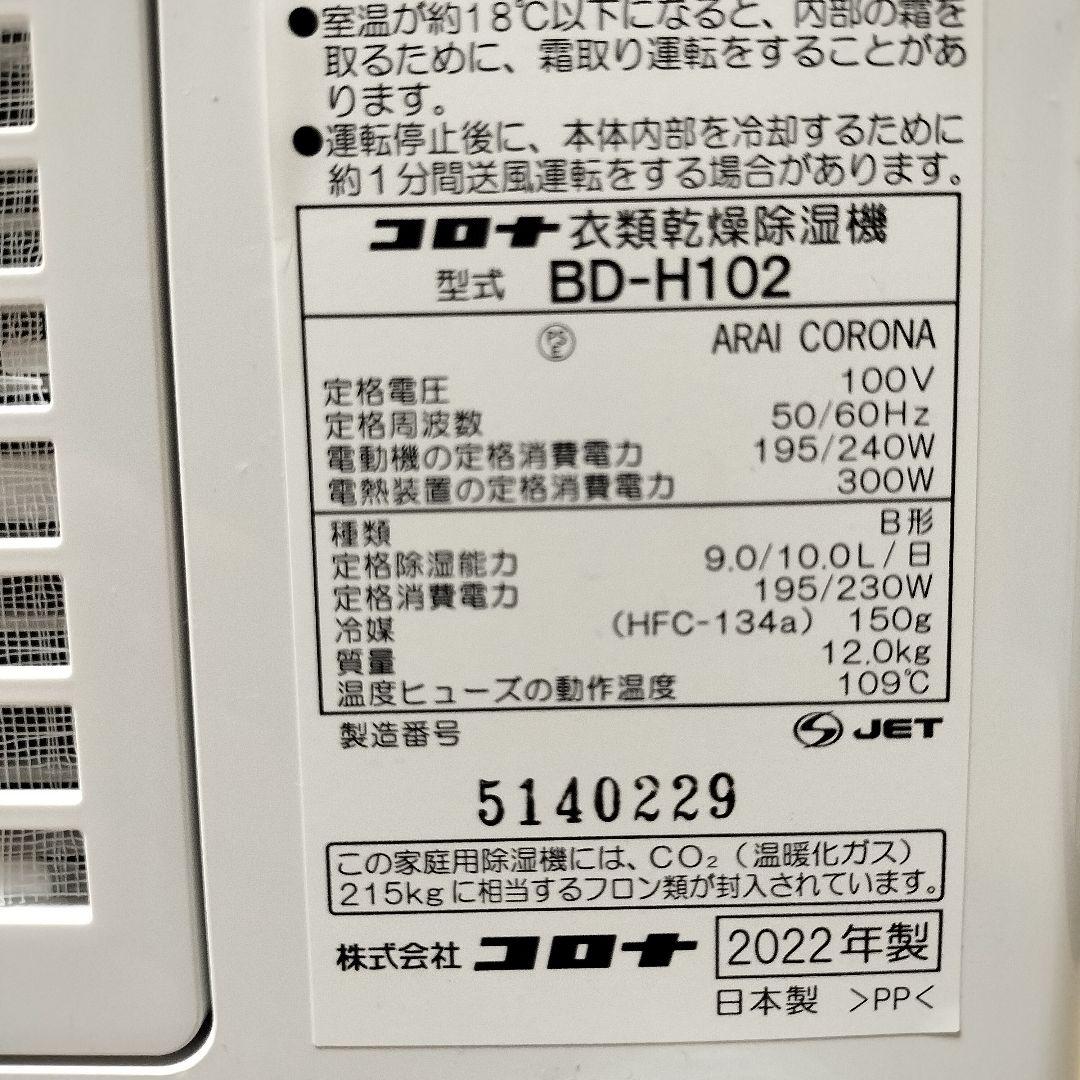 ●室温が約18℃以下になると、内部の霜を
取るために、霜取り運転をすることがあ
ります。
●運転停止後に、本体内部を冷却するために
約1分間送風運転をする場合があります。
コロナ 衣類乾燥除湿機
型式 BD-H102
PSE ARAI CORONA
定格電圧 100V
定格周波数 50/60Hz
電動機の定格消費電力 195/240W
電熱装置の定格消費電力 300W
種類 B形
定格除湿能力 9.0/10.0L/日
定格消費電力 195/230W
冷媒 (HFC-134a) 150g
質量 12.0kg
温度ヒューズの動作温度 109℃
製造番号 JET
5140229
この家庭用除湿機には、CO₂(温暖化ガス)
215kgに相当するフロン類が封入されています。
株式会社 コロナ 2022年製
日本製 >PP<